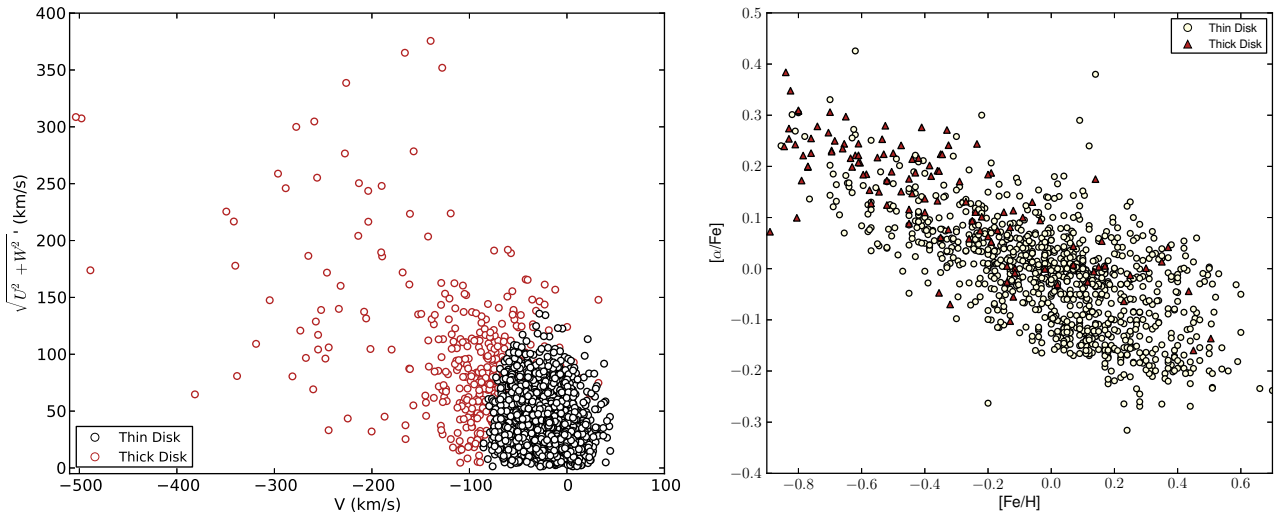 400
350
300
250
200
150
100
50
0
√U² + W² ' (km/s)
Thin Disk
Thick Disk
−500 −400 −300 −200 −100 0 100
V (km/s)
0.5
0.4
0.3
0.2
0.1
0.0
−0.1
−0.2
−0.3
−0.4
[α/Fe]
Thin Disk
Thick Disk
−0.8 −0.6 −0.4 −0.2 0.0 0.2 0.4 0.6
[Fe/H]